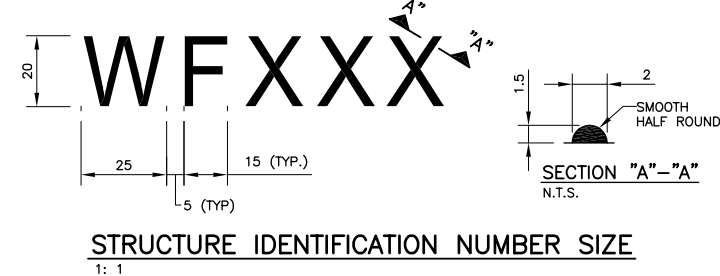 A"
"A"
WFXXX
20
25
5 (TYP)
15 (TYP.)
1.5
2
SMOOTH
HALF ROUND
SECTION "A"-"A"
N.T.S.
STRUCTURE IDENTIFICATION NUMBER SIZE
1: 1